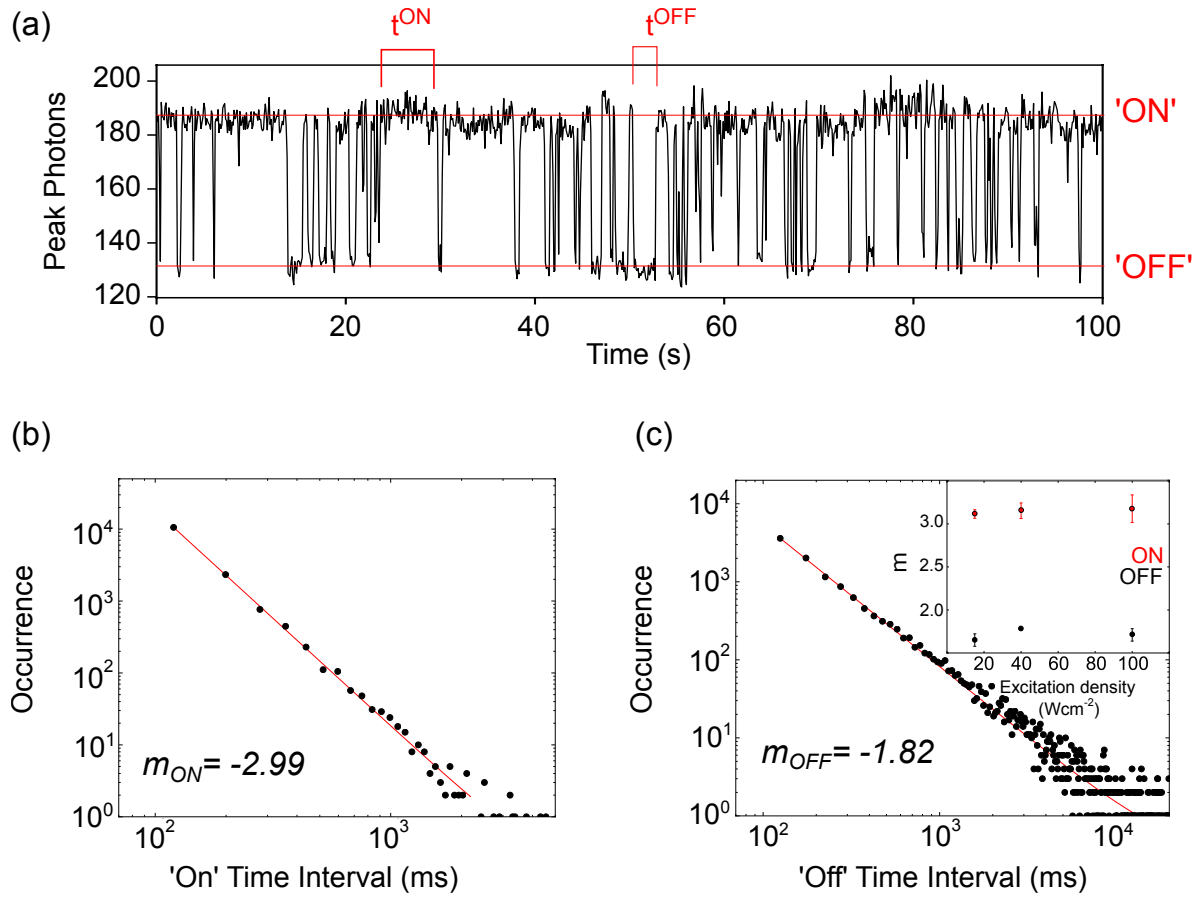 (a)
t^ON
t^OFF
200
180
160
140
120
Peak Photons
'ON'
'OFF'
0
20
40
60
80
100
Time (s)
(b)
10^4
10^3
10^2
10^1
10^0
Occurrence
m_ON= -2.99
10^2
10^3
'On' Time Interval (ms)
(c)
10^4
10^3
10^2
10^1
10^0
Occurrence
3.0
2.0
m
ON
OFF
20
40
60
80
100
Excitation density
(Wcm^-2)
m_OFF= -1.82
10^2
10^3
10^4
'Off' Time Interval (ms)